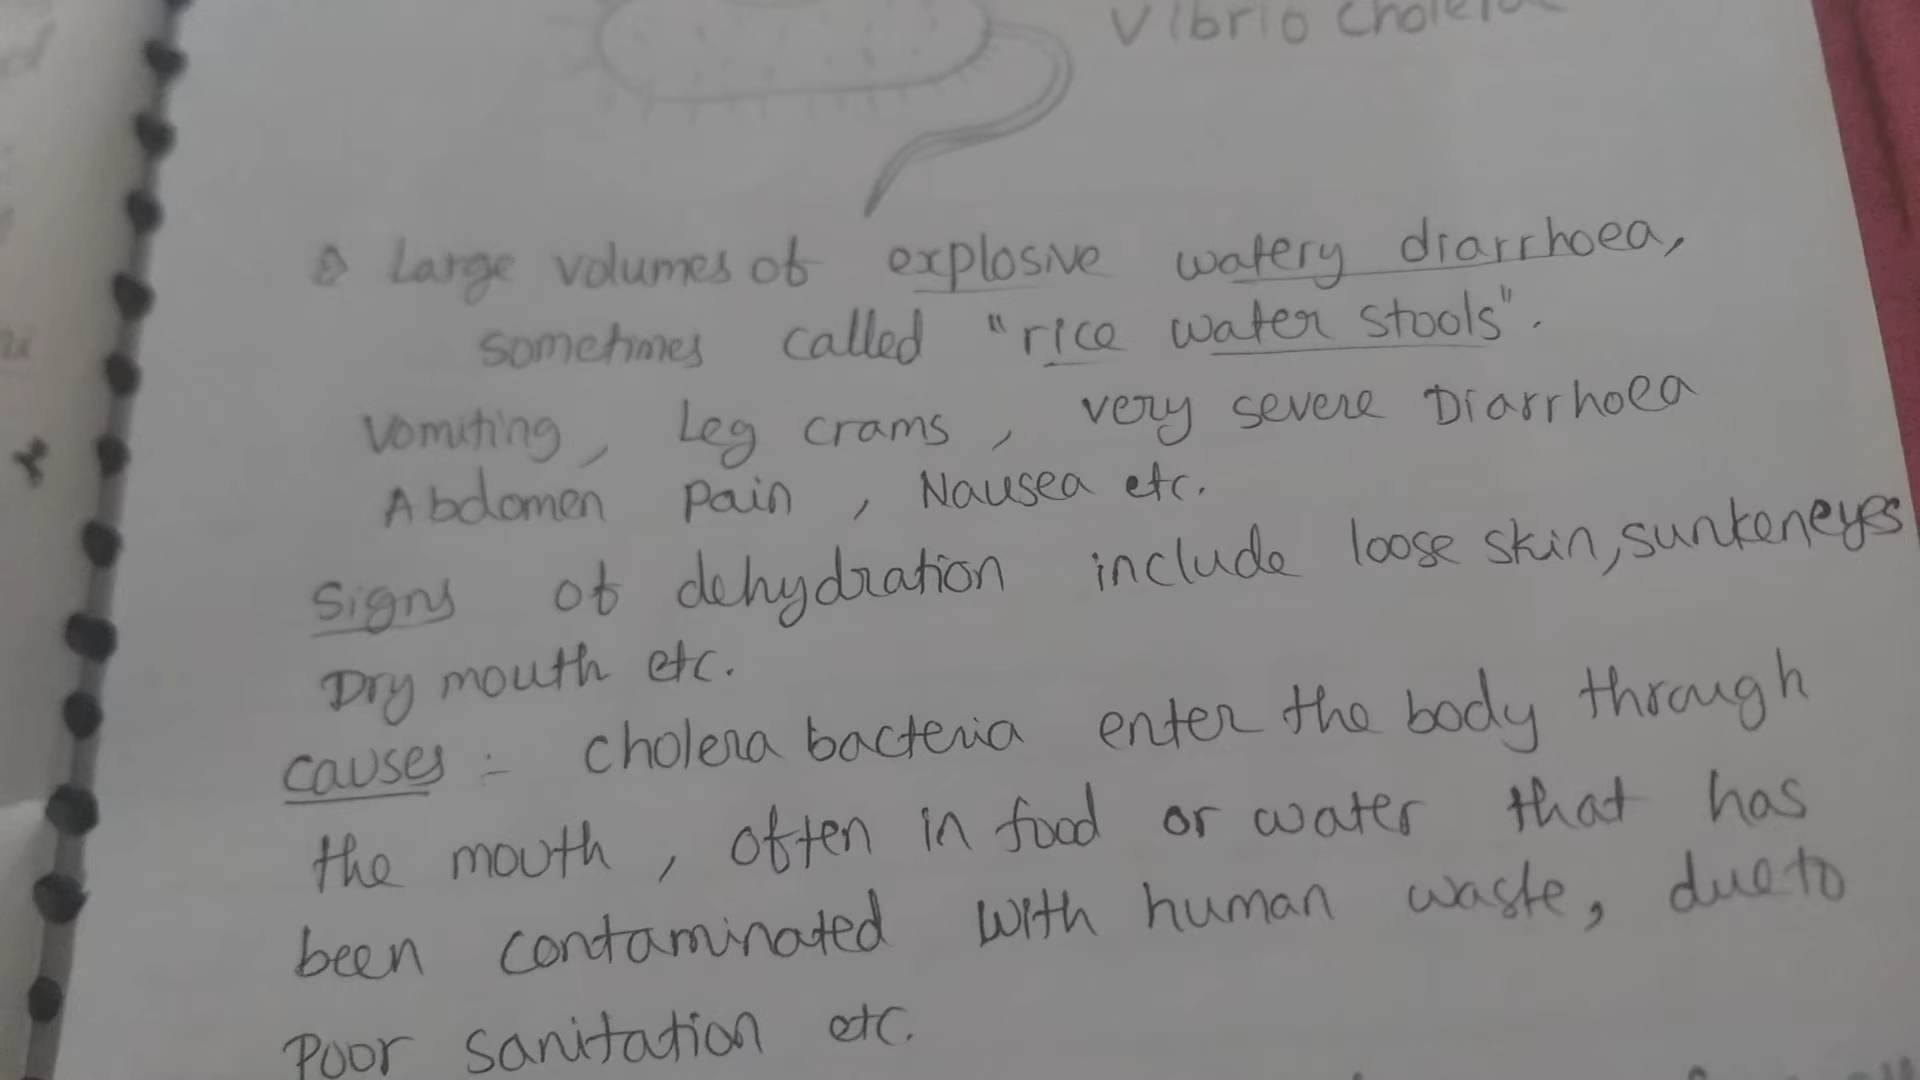 Vibrio cholerae
Large volumes of explosive watery diarrhoea,
sometimes called "rice water stools".
Vomiting, Leg crams, very severe Diarrhoea
Abdomen Pain, Nausea etc.
Signs of dehydration include loose skin, sunkeneyes
Dry mouth etc.
causes :- cholera bacteria enter the body through
the mouth, often in food or water that has
been contaminated with human waste, due to
Poor sanitation etc.